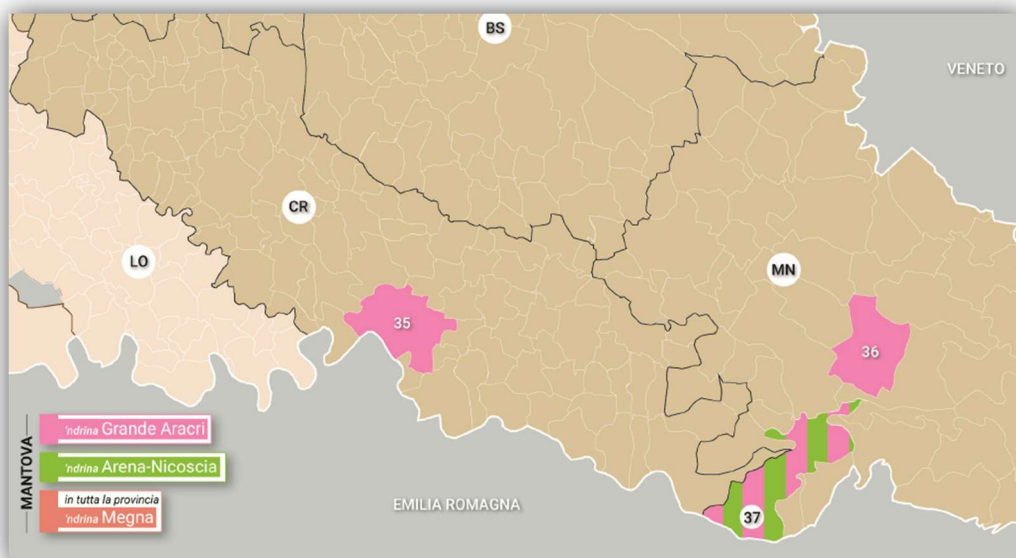 BS
VENETO
CR
LO
MN
35
36
MANTOVA
'ndrina Grande Aracri
'ndrina Arena-Nicoscia
in tutta la provincia
'ndrina Megna
EMILIA ROMAGNA
37